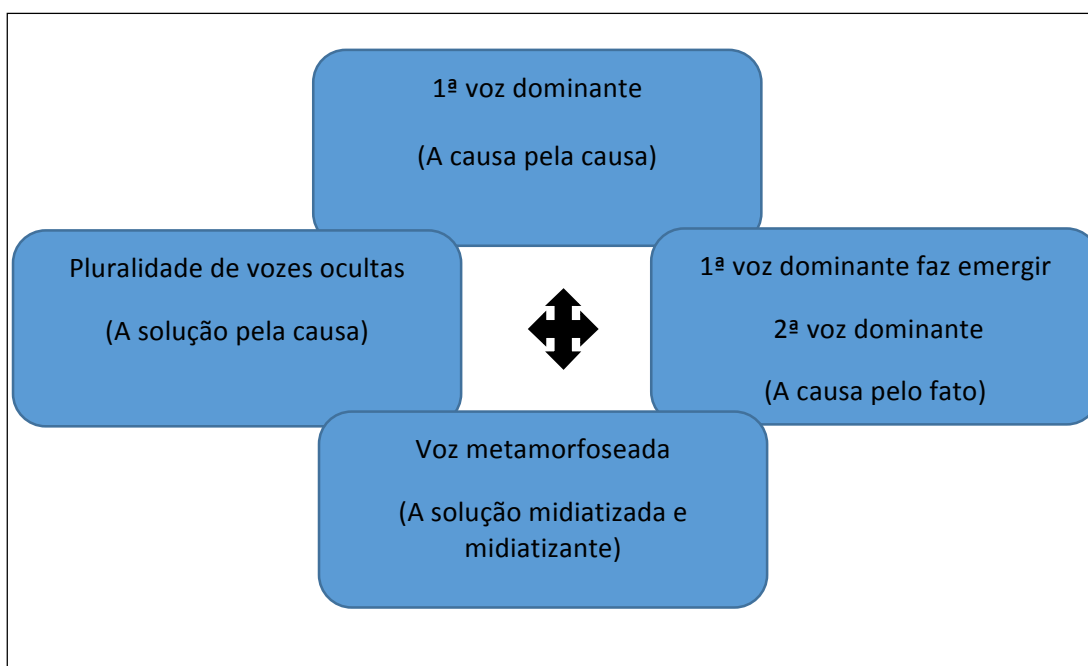 1ª voz dominante
(A causa pela causa)
Pluralidade de vozes ocultas
(A solução pela causa)
1ª voz dominante faz emergir
2ª voz dominante
(A causa pelo fato)
Voz metamorfoseada
(A solução midiatizada e
midiatizante)